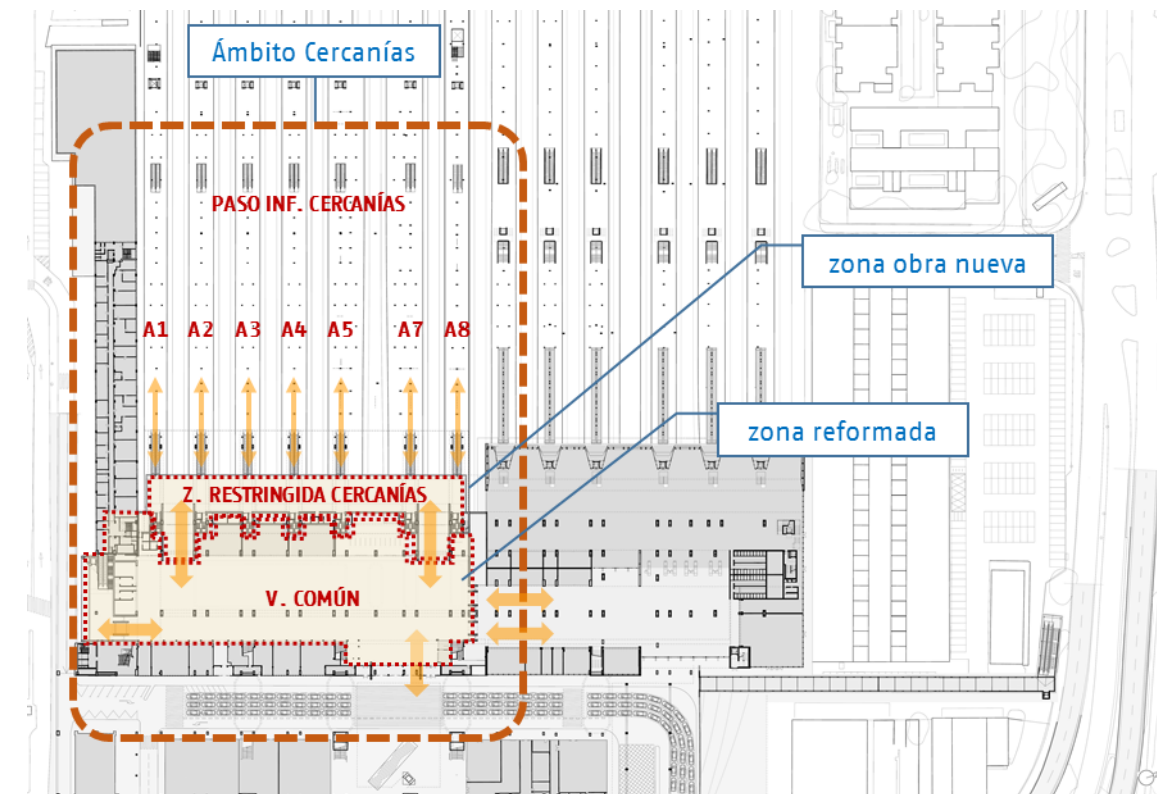 Ámbito Cercanías
PASO INF. CERCANÍAS
zona obra nueva
A1 A2 A3 A4 A5 A7 A8
zona reformada
Z. RESTRINGIDA CERCANÍAS
V. COMÚN